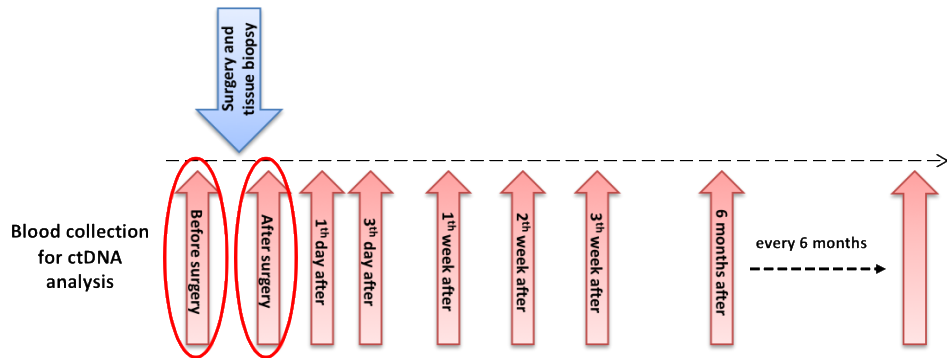 Surgery and
tissue biopsy
Blood collection
for ctDNA
analysis
Before surgery
After surgery
1th day after
3th day after
1th week after
2th week after
3th week after
6 months after
every 6 months